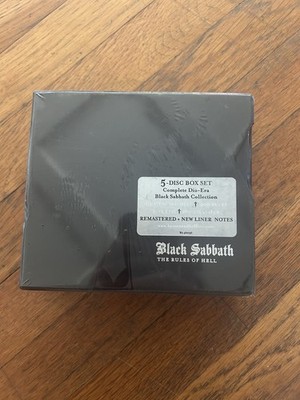 5-DISC BOX SET
Complete Dio-Era
Black Sabbath Collection
†
†
REMASTERED • NEW LINER NOTES
Black Sabbath
THE RULES OF HELL